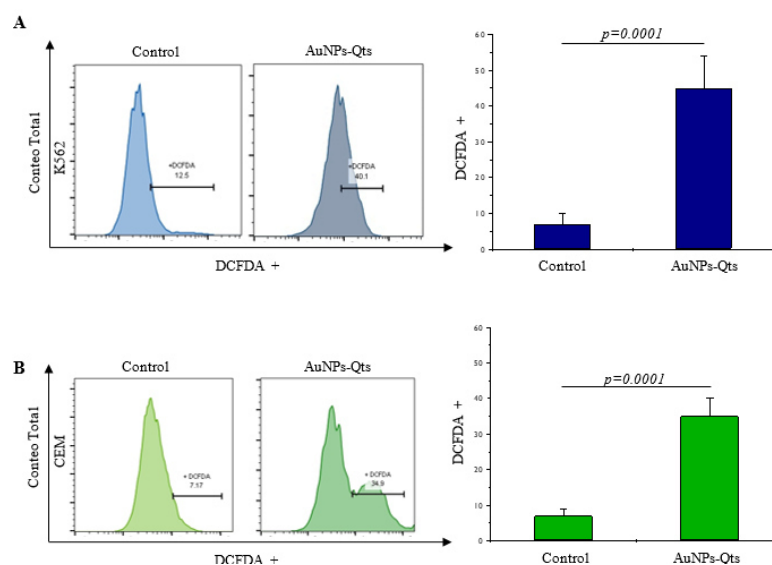 A
Control
AuNPs-Qts
Conteo Total
K562
+DCFDA
12.5
+DCFDA
40.1
DCFDA +
60
50
40
30
20
10
0
DCFDA +
p=0.0001
Control
AuNPs-Qts
B
Control
AuNPs-Qts
Conteo Total
CEM
+ DCFDA
7.17
+ DCFDA
34.9
DCFDA +
60
50
40
30
20
10
0
DCFDA +
p=0.0001
Control
AuNPs-Qts